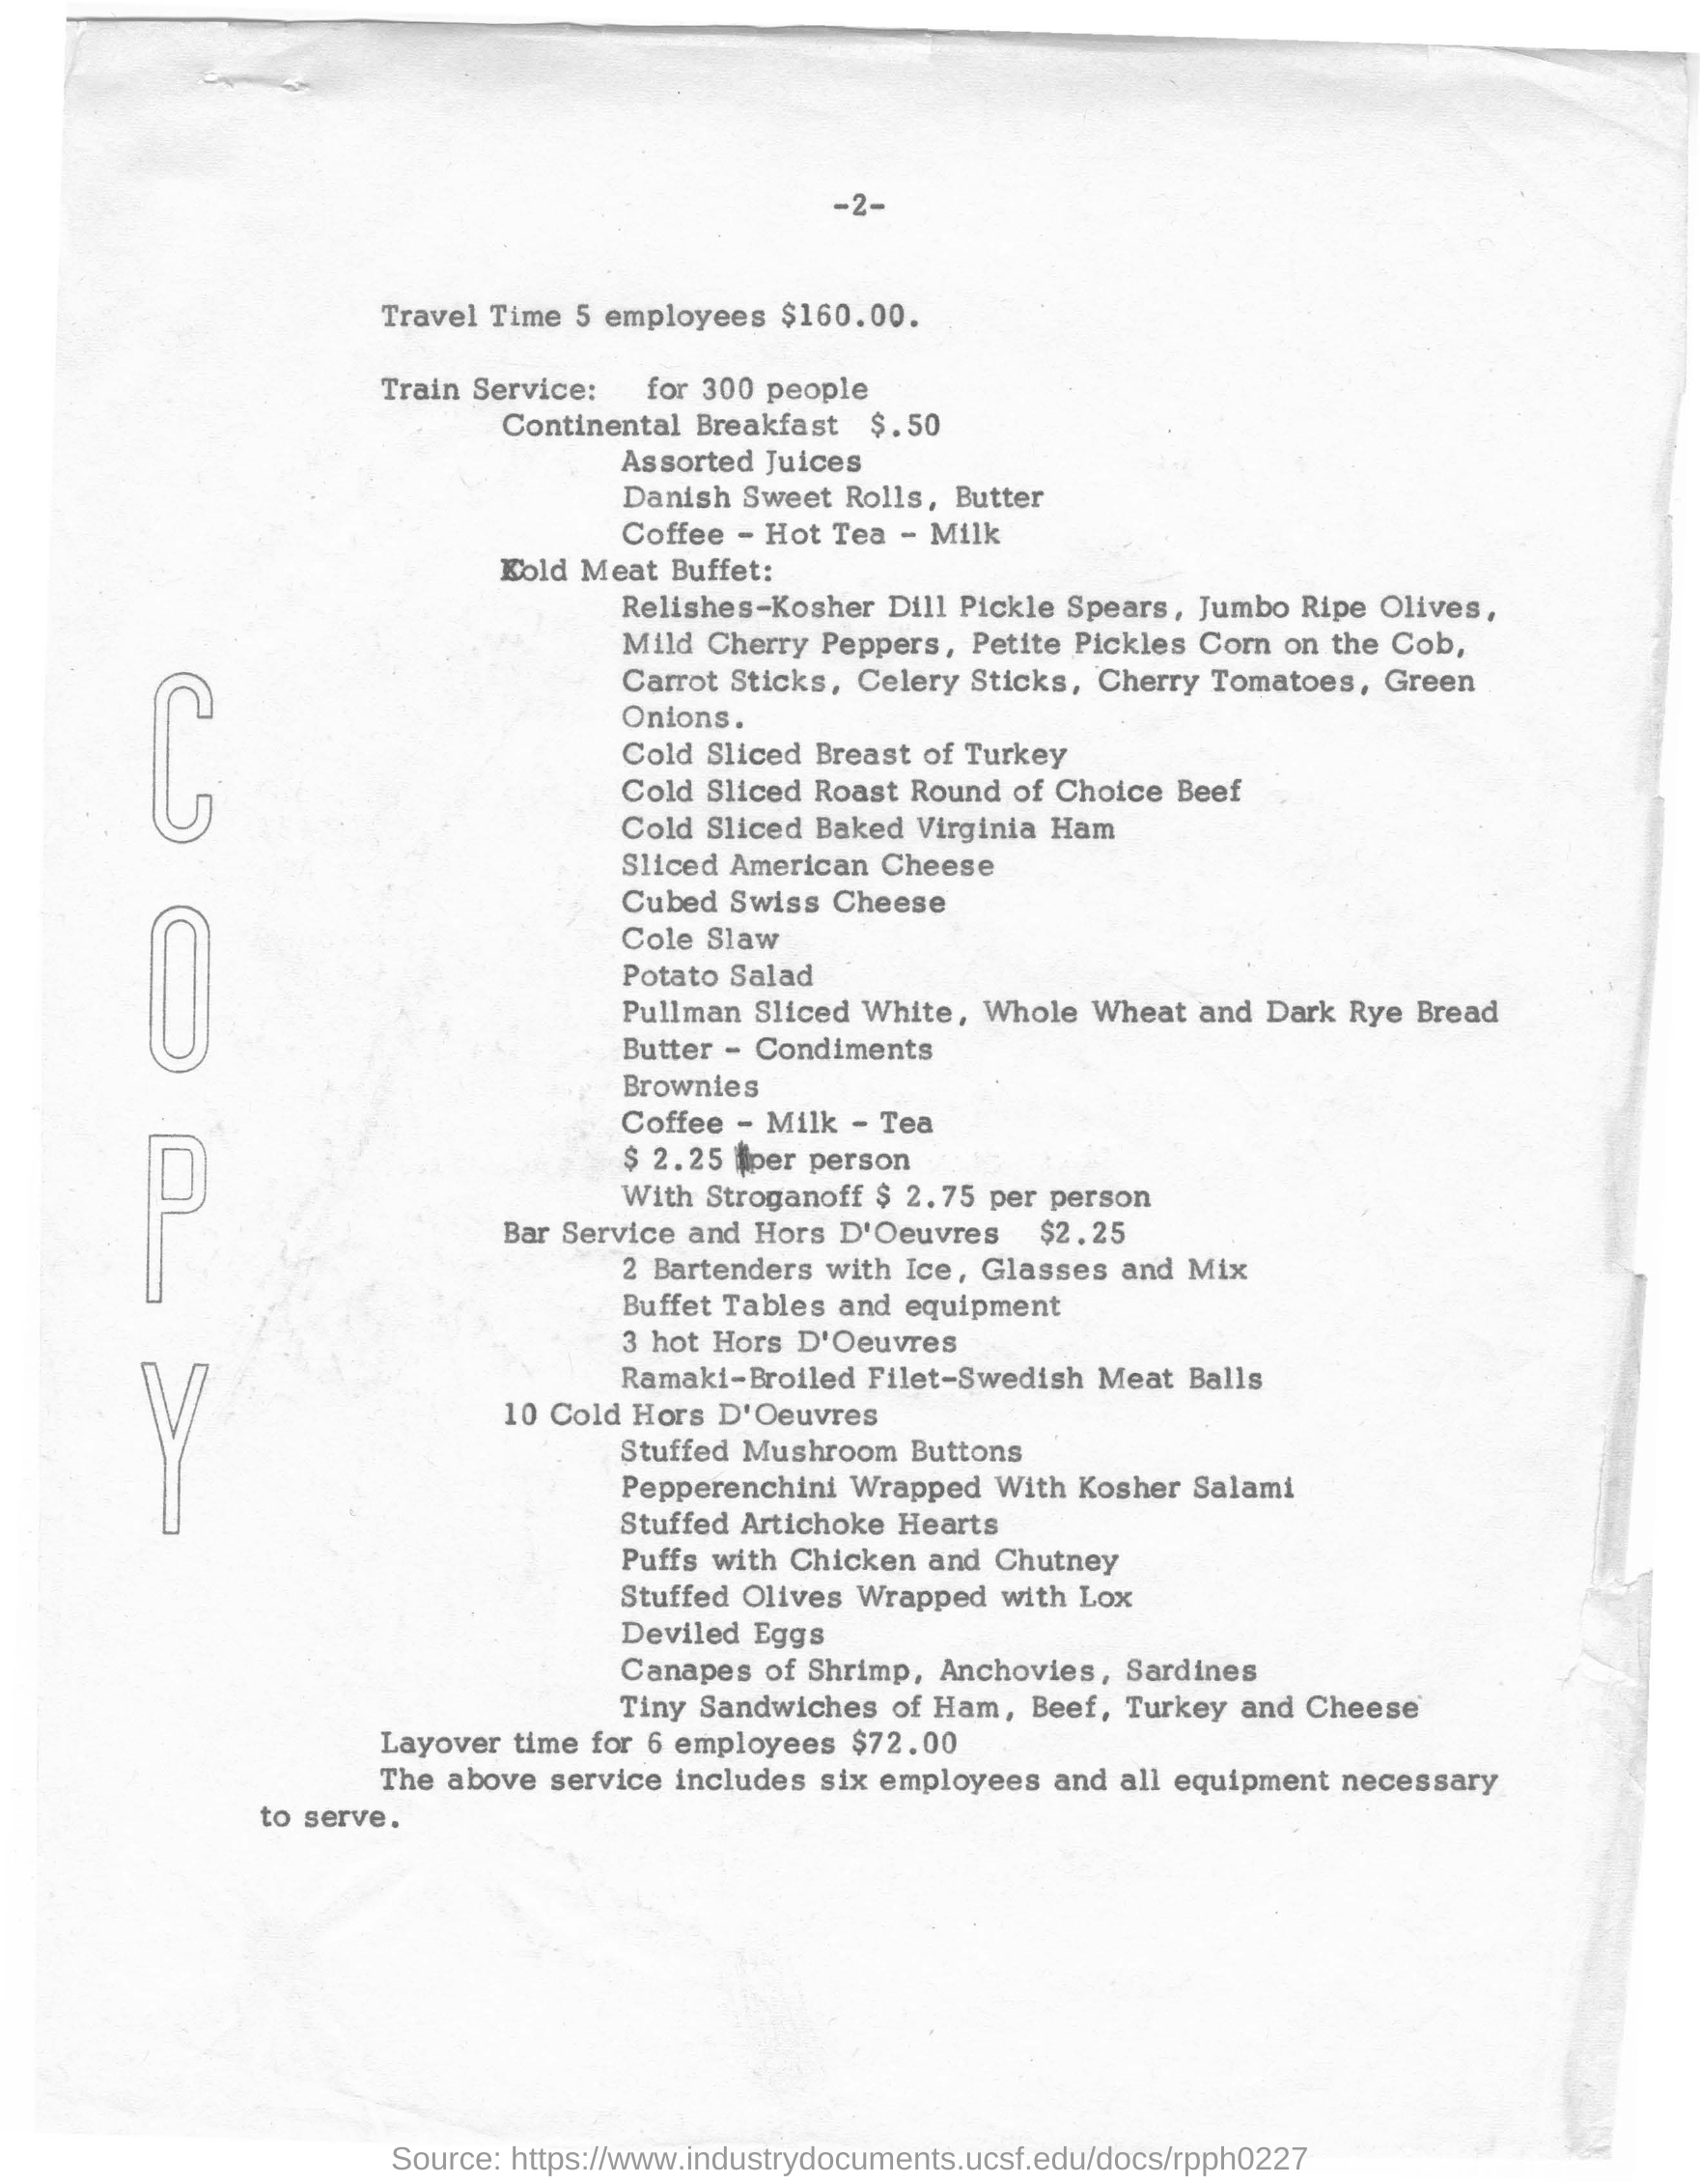 -2-
Travel Time 5 employees $160.00.
Train Service: for 300 people
Continental Breakfast $.50
Assorted Juices
Danish Sweet Rolls, Butter
Coffee - Hot Tea - Milk
Cold Meat Buffet:
Relishes-Kosher Dill Pickle Spears, Jumbo Ripe Olives,
Mild Cherry Peppers, Petite Pickles Corn on the Cob,
Carrot Sticks, Celery Sticks, Cherry Tomatoes, Green
Onions.
Cold Sliced Breast of Turkey
Cold Sliced Roast Round of Choice Beef
Cold Sliced Baked Virginia Ham
Sliced American Cheese
Cubed Swiss Cheese
Cole Slaw
Potato Salad
Pullman Sliced White, Whole Wheat and Dark Rye Bread
Butter - Condiments
Brownies
Coffee - Milk - Tea
$ 2.25 per person
With Stroganoff $ 2.75 per person
Bar Service and Hors D'Oeuvres $2.25
2 Bartenders with Ice, Glasses and Mix
Buffet Tables and equipment
3 hot Hors D'Oeuvres
Ramaki-Broiled Filet-Swedish Meat Balls
10 Cold Hors D'Oeuvres
Stuffed Mushroom Buttons
Pepperenchini Wrapped With Kosher Salami
Stuffed Artichoke Hearts
Puffs with Chicken and Chutney
Stuffed Olives Wrapped with Lox
Deviled Eggs
Canapes of Shrimp, Anchovies, Sardines
Tiny Sandwiches of Ham, Beef, Turkey and Cheese
Layover time for 6 employees $72.00
The above service includes six employees and all equipment necessary
to serve.
COPY
Source: https://www.industrydocuments.ucsf.edu/docs/rpph0227